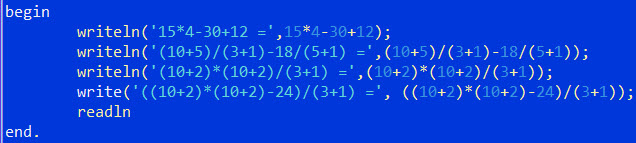 begin
writeln('15*4-30+12 =',15*4-30+12);
writeln('(10+5)/(3+1)-18/(5+1) =',(10+5)/(3+1)-18/(5+1));
writeln('(10+2)*(10+2)/(3+1) =',(10+2)*(10+2)/(3+1));
write('((10+2)*(10+2)-24)/(3+1) =', ((10+2)*(10+2)-24)/(3+1));
readln
end.